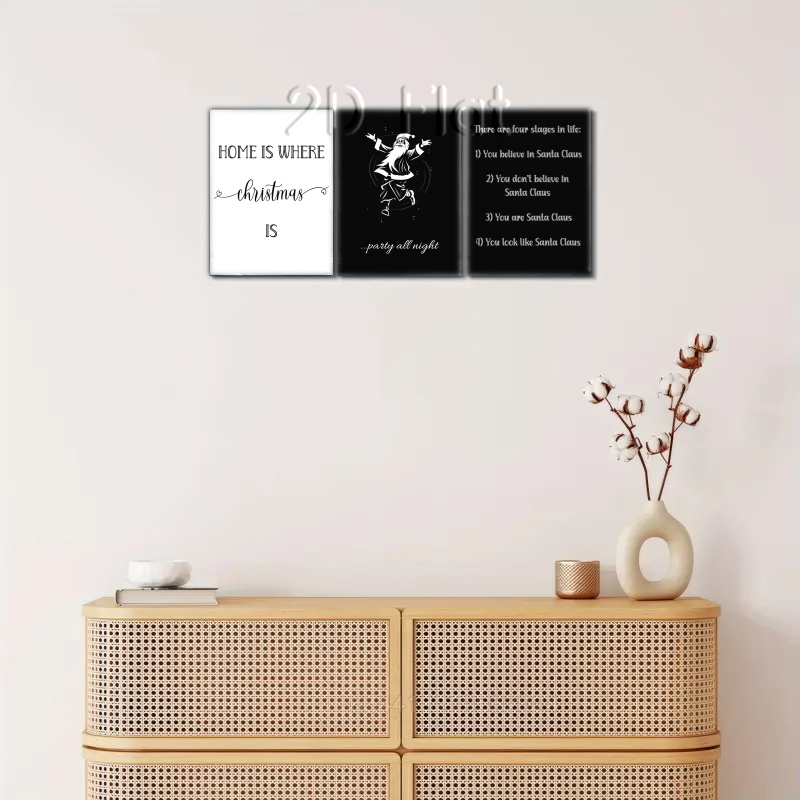 2D Flat
HOME IS WHERE
christmas
IS
...party all night
There are four stages in life:
1) You believe in Santa Claus
2) You don't believe in
Santa Claus
3) You are Santa Claus
4) You look like Santa Claus